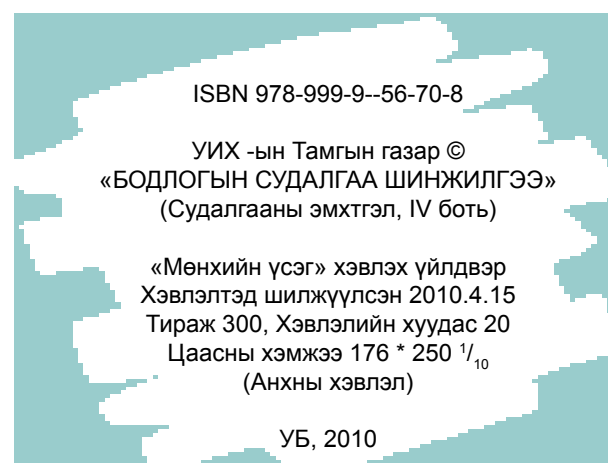 ISBN 978-999-9--56-70-8
УИХ -ын Тамгын газар ©
«БОДЛОГЫН СУДАЛГАА ШИНЖИЛГЭЭ»
(Судалгааны эмхтгэл, IV боть)
«Мөнхийн үсэг» хэвлэх үйлдвэр
Хэвлэлтэд шилжүүлсэн 2010.4.15
Тираж 300, Хэвлэлийн хуудас 20
Цаасны хэмжээ 176 * 250 1/10
(Анхны хэвлэл)
УБ, 2010